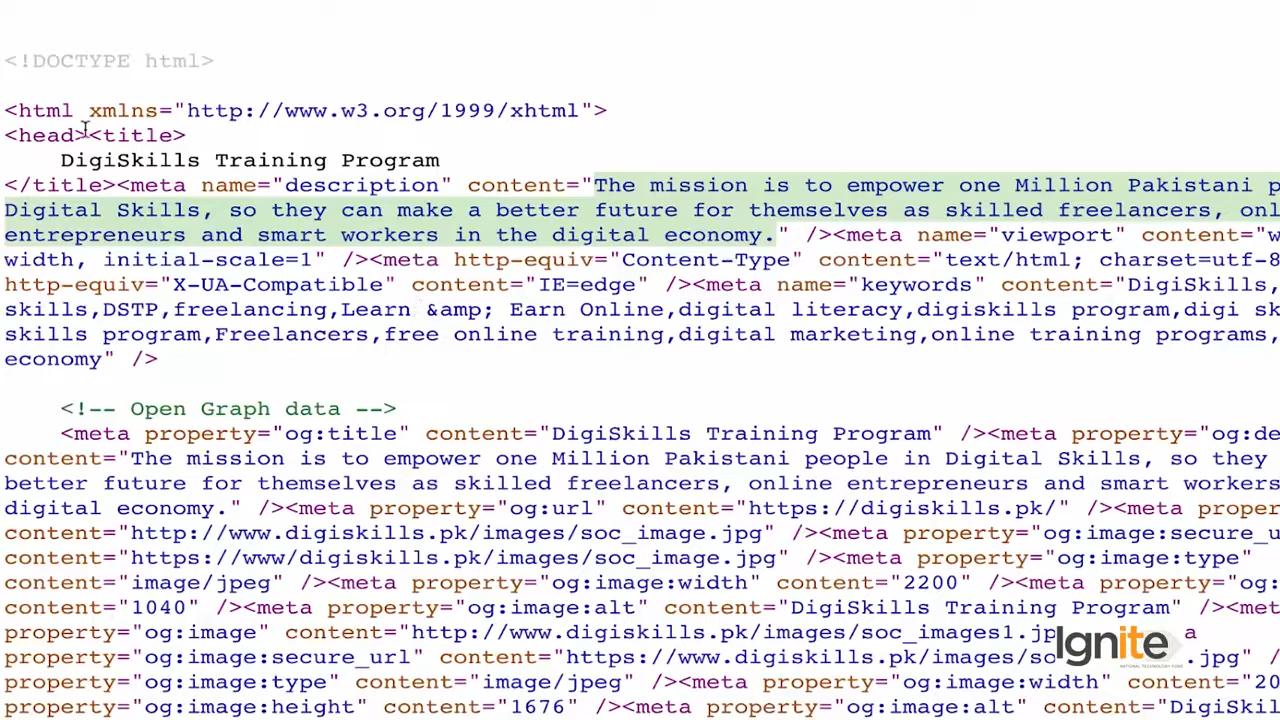 <!DOCTYPE html>
<html xmlns="http://www.w3.org/1999/xhtml">
<head><title>
DigiSkills Training Program
</title><meta name="description" content="The mission is to empower one Million Pakistani p
Digital Skills, so they can make a better future for themselves as skilled freelancers, onl
entrepreneurs and smart workers in the digital economy." /><meta name="viewport" content="w
width, initial-scale=1" /><meta http-equiv="Content-Type" content="text/html; charset=utf-8
http-equiv="X-UA-Compatible" content="IE=edge" /><meta name="keywords" content="DigiSkills,
skills,DSTP,freelancing,Learn &amp; Earn Online,digital literacy,digiskills program,digi sk
skills program,Freelancers,free online training,digital marketing,online training programs,
economy" />
<!-- Open Graph data -->
<meta property="og:title" content="DigiSkills Training Program" /><meta property="og:de
content="The mission is to empower one Million Pakistani people in Digital Skills, so they
better future for themselves as skilled freelancers, online entrepreneurs and smart workers
digital economy." /><meta property="og:url" content="https://digiskills.pk/" /><meta proper
content="http://www.digiskills.pk/images/soc_image.jpg" /><meta property="og:image:secure_u
content="https://www/digiskills.pk/images/soc_image.jpg" /><meta property="og:image:type"
content="image/jpeg" /><meta property="og:image:width" content="2200" /><meta property="og:
content="1040" /><meta property="og:image:alt" content="DigiSkills Training Program" /><met
property="og:image" content="http://www.digiskills.pk/images/soc_images1.jp a
property="og:image:secure_url" content="https://www.digiskills.pk/images/so .jpg" /
property="og:image:type" content="image/jpeg" /><meta property="og:image:width" content="20
property="og:image:height" content="1676" /><meta property="og:image:alt" content="DigiSkil
Ignite
NATIONAL TECHNOLOGY FUND